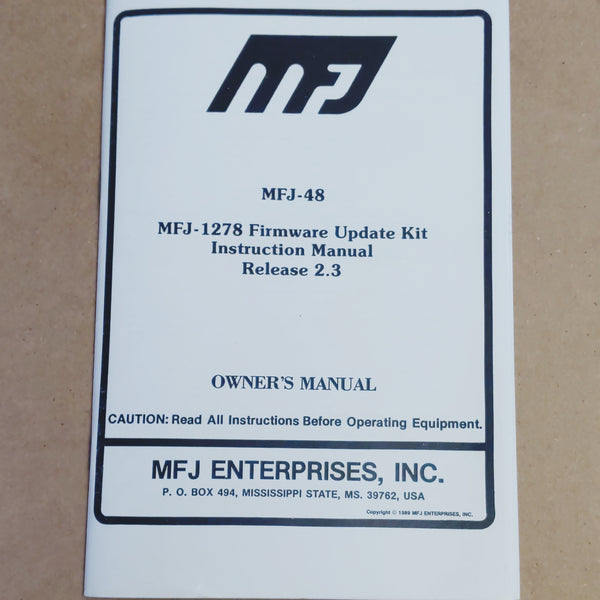 MFJ
MFJ-48
MFJ-1278 Firmware Update Kit
Instruction Manual
Release 2.3
OWNER'S MANUAL
CAUTION: Read All Instructions Before Operating Equipment.
MFJ ENTERPRISES, INC.
P. O. BOX 494, MISSISSIPPI STATE, MS. 39762, USA
Copyright © 1989 MFJ ENTERPRISES, INC.